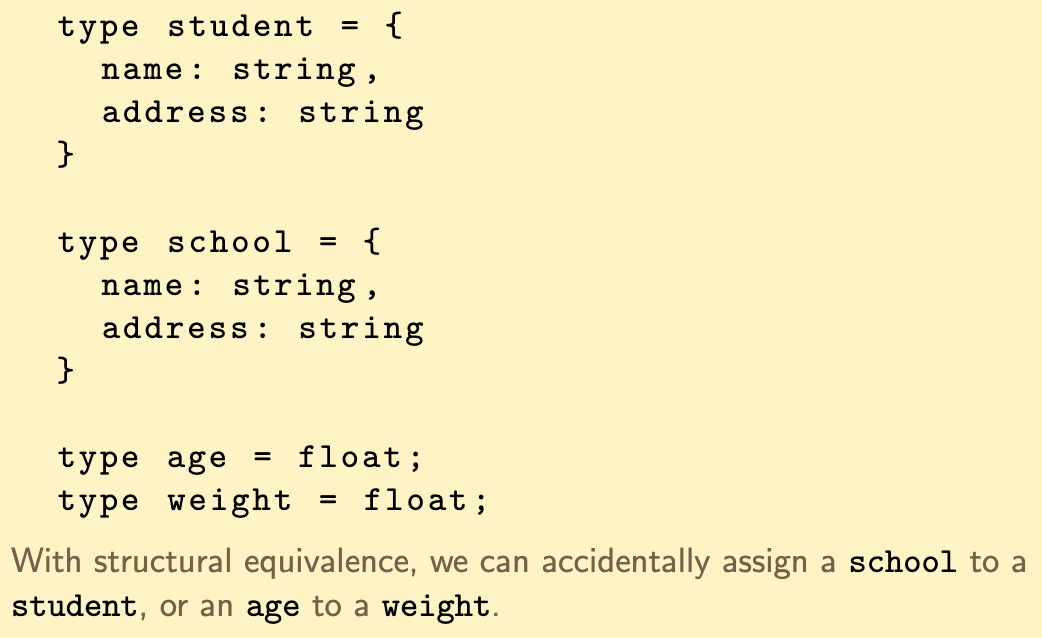 type student = {
name: string,
address: string
}
type school = {
name: string,
address: string
}
type age = float;
type weight = float;
With structural equivalence, we can accidentally assign a school to a
student, or an age to a weight.